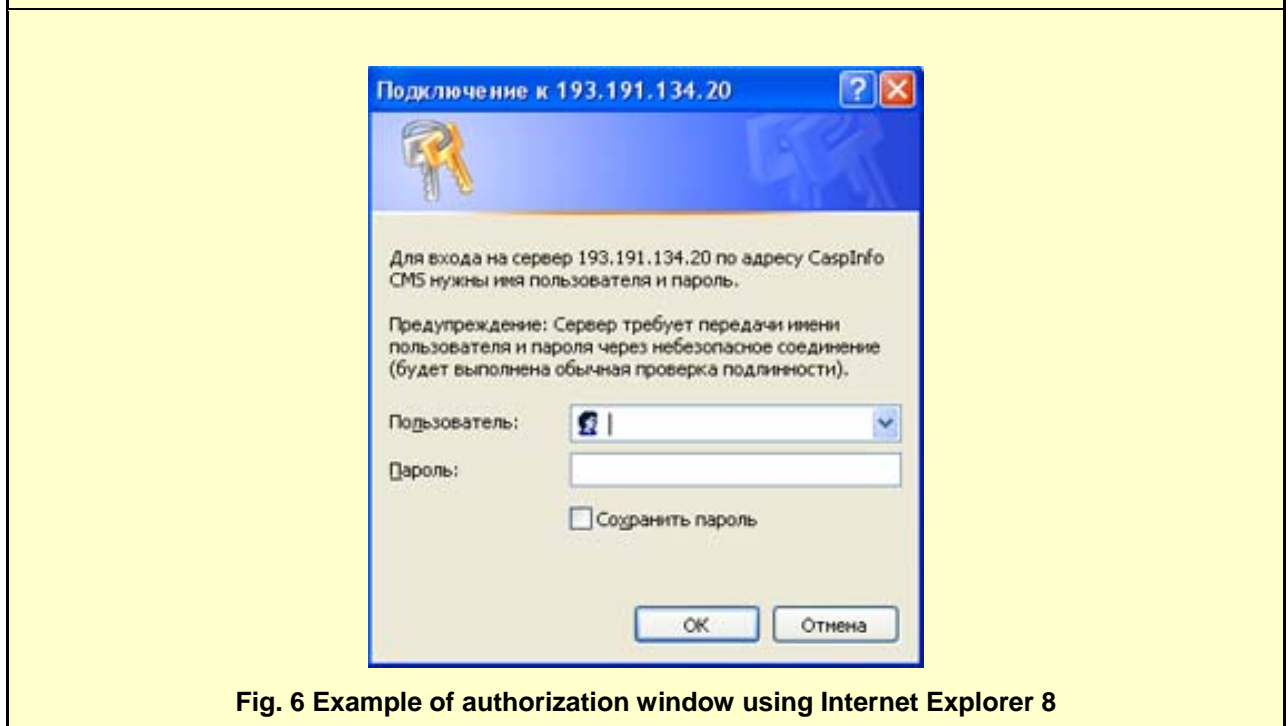 Подключение к 193.191.134.20
Для входа на сервер 193.191.134.20 по адресу CaspInfo
CMS нужны имя пользователя и пароль.
Предупреждение: Сервер требует передачи имени
пользователя и пароля через небезопасное соединение
(будет выполнена обычная проверка подлинности).
Пользователь:
Пароль:
Сохранить пароль
ОК
Отмена
Fig. 6 Example of authorization window using Internet Explorer 8